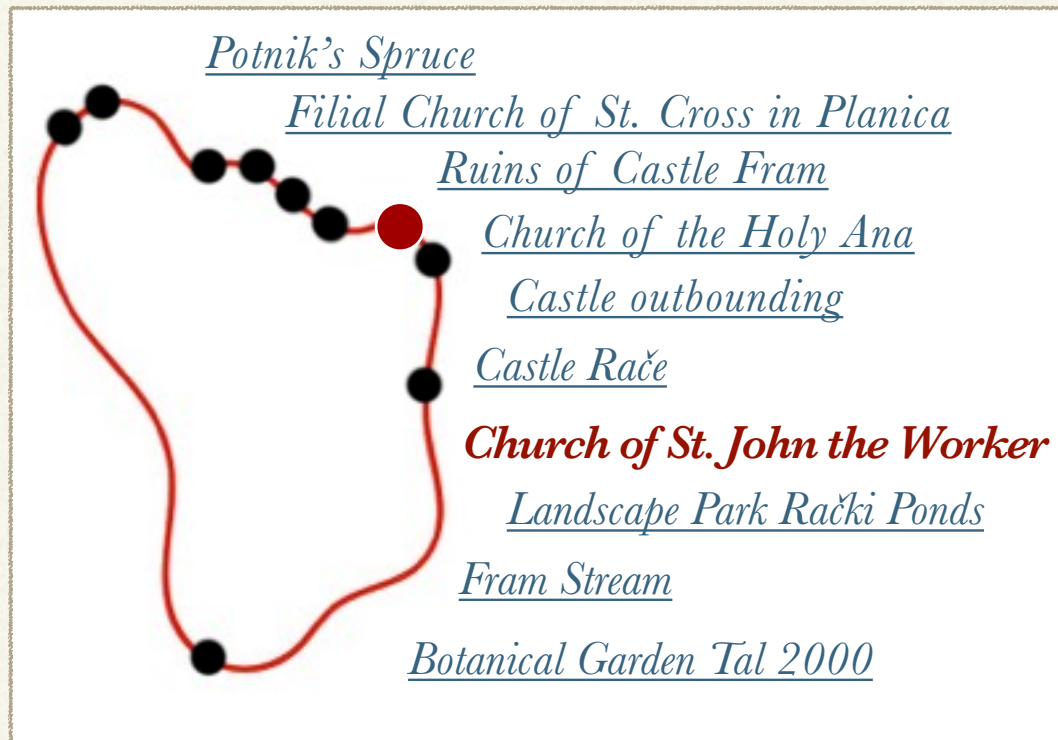 Potnik’s Spruce
Filial Church of St. Cross in Planica
Ruins of Castle Fram
Church of the Holy Ana
Castle outbounding
Castle Rače
Church of St. John the Worker
Landscape Park Rački Ponds
Fram Stream
Botanical Garden Tal 2000